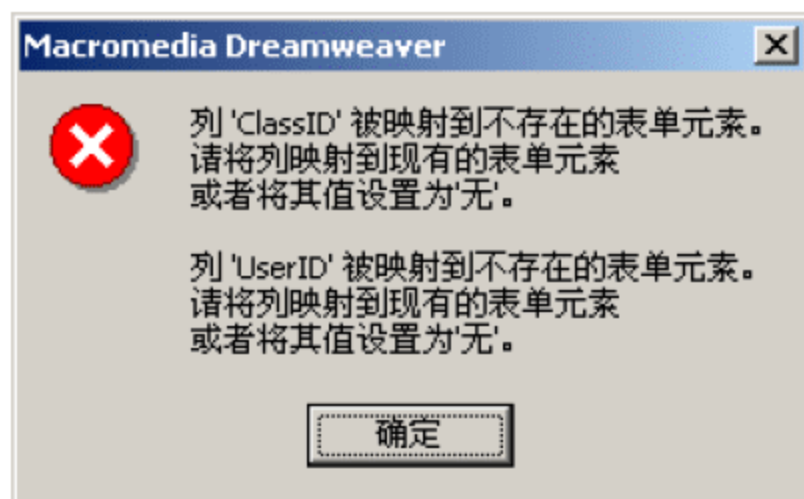 Macromedia Dreamweaver
列 'ClassID' 被映射到不存在的表单元素。
请将列映射到现有的表单元素
或者将其值设置为'无'。
列 'UserID' 被映射到不存在的表单元素。
请将列映射到现有的表单元素
或者将其值设置为'无'。
确定